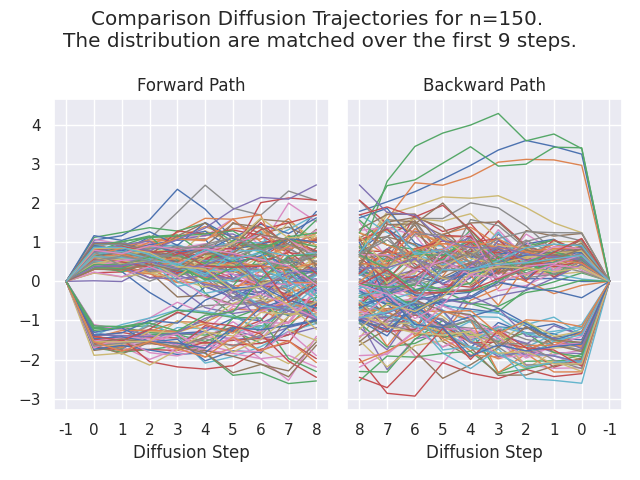 Comparison Diffusion Trajectories for n=150.
The distribution are matched over the first 9 steps.
Forward Path
Backward Path
4
3
2
1
0
−1
−2
−3
-1 0 1 2 3 4 5 6 7 8
8 7 6 5 4 3 2 1 0 -1
Diffusion Step
Diffusion Step